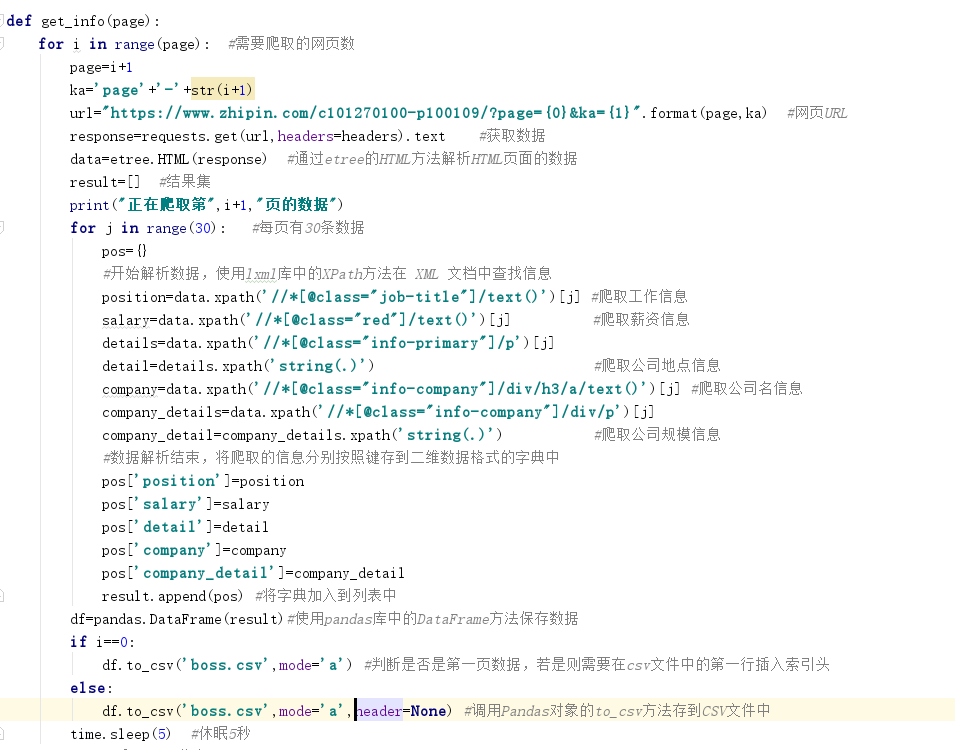 def get_info(page):
    for i in range(page):  #需要爬取的网页数
        page=i+1
        ka='page'+'-'+str(i+1)
        url="https://www.zhipin.com/c101270100-p100109/?page={0}&ka={1}".format(page,ka)  #网页URL
        response=requests.get(url,headers=headers).text    #获取数据
        data=etree.HTML(response)  #通过etree的HTML方法解析HTML页面的数据
        result=[]  #结果集
        print("正在爬取第",i+1,"页的数据")
        for j in range(30):   #每页有30条数据
            pos={}
            #开始解析数据，使用lxml库中的XPath方法在 XML 文档中查找信息
            position=data.xpath('//*[@class="job-title"]/text()')[j] #爬取工作信息
            salary=data.xpath('//*[@class="red"]/text()')[j]          #爬取薪资信息
            details=data.xpath('//*[@class="info-primary"]/p')[j]
            detail=details.xpath('string(.)')                           #爬取公司地点信息
            company=data.xpath('//*[@class="info-company"]/div/h3/a/text()')[j] #爬取公司名信息
            company_details=data.xpath('//*[@class="info-company"]/div/p')[j]
            company_detail=company_details.xpath('string(.)')           #爬取公司规模信息
            #数据解析结束，将爬取的信息分别按照键存到二维数据格式的字典中
            pos['position']=position
            pos['salary']=salary
            pos['detail']=detail
            pos['company']=company
            pos['company_detail']=company_detail
            result.append(pos) #将字典加入到列表中
        df=pandas.DataFrame(result)#使用pandas库中的DataFrame方法保存数据
        if i==0:
            df.to_csv('boss.csv',mode='a') #判断是否是第一页数据，若是则需要在csv文件中的第一行插入索引头
        else:
            df.to_csv('boss.csv',mode='a',header=None) #调用Pandas对象的to_csv方法存到CSV文件中
        time.sleep(5)  #休眠5秒